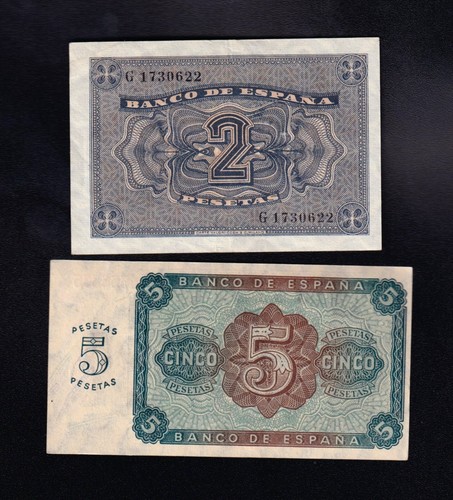 G 1730622
BANCO DE ESPAÑA
2
PESETAS
G 1730622
5 BANCO DE ESPAÑA 5
PESETAS
5
PESETAS
PESETAS PESETAS
CINCO 5 CINCO
PESETAS PESETAS
5 BANCO DE ESPAÑA 5